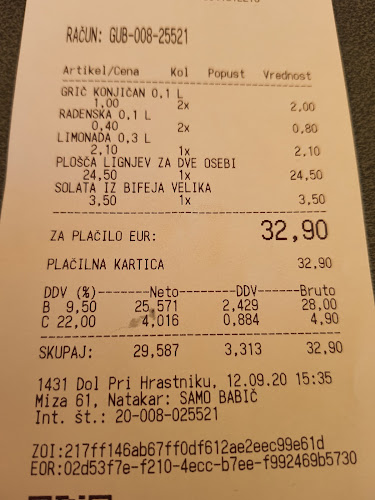 RAČUN: GUB-008-25521
Artikel/Cena Kol Popust Vrednost
GRIČ KONJIČAN 0,1 L
1,00 2x 2,00
RADENSKA 0,1 L
0,40 2x 0,80
LIMONADA 0,3 L
2,10 1x 2,10
PLOŠČA LIGNJEV ZA DVE OSEBI
24,50 1x 24,50
SOLATA IZ BIFEJA VELIKA
3,50 1x 3,50
ZA PLAČILO EUR: 32,90
PLAČILNA KARTICA 32,90
DDV (%)-------Neto-------DDV------Bruto
B 9,50 25,571 2,429 28,00
C 22,00 4,016 0,884 4,90
SKUPAJ: 29,587 3,313 32,90
1431 Dol Pri Hrastniku, 12.09.20 15:35
Miza 61, Natakar: SAMO BABIČ
Int. št.: 20-008-025521
ZOI:217ff146ab67ff0df612ae2eec99e61d
EOR:02d53f7e-f210-4ecc-b7ee-f992469b5730